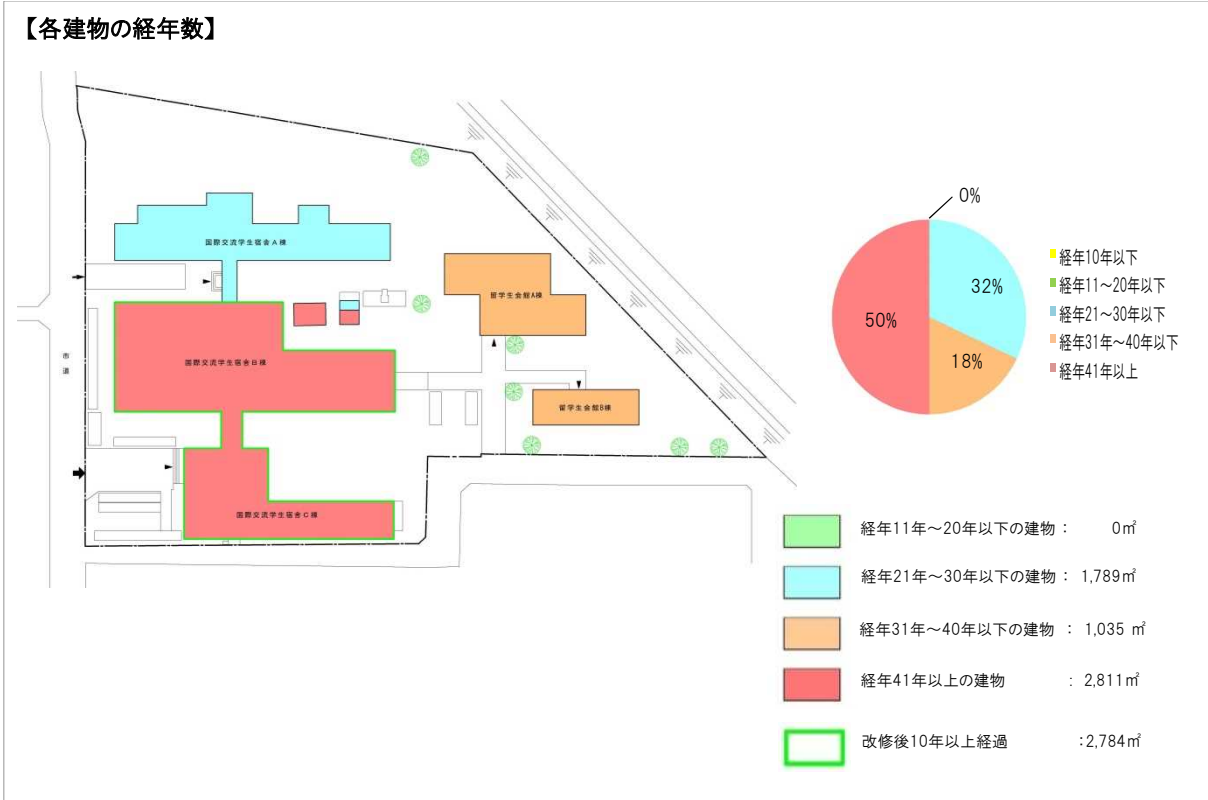 【各建物の経年数】
国際交流学生宿舎A棟
留学生会館A棟
国際交流学生宿舎B棟
市道
留学生会館B棟
国際交流学生宿舎C棟
0%
32%
50%
18%
経年10年以下
経年11～20年以下
経年21～30年以下
経年31年～40年以下
経年41年以上
経年11年～20年以下の建物： 0㎡
経年21年～30年以下の建物： 1,789㎡
経年31年～40年以下の建物 ： 1,035 ㎡
経年41年以上の建物 : 2,811㎡
改修後10年以上経過 :2,784㎡